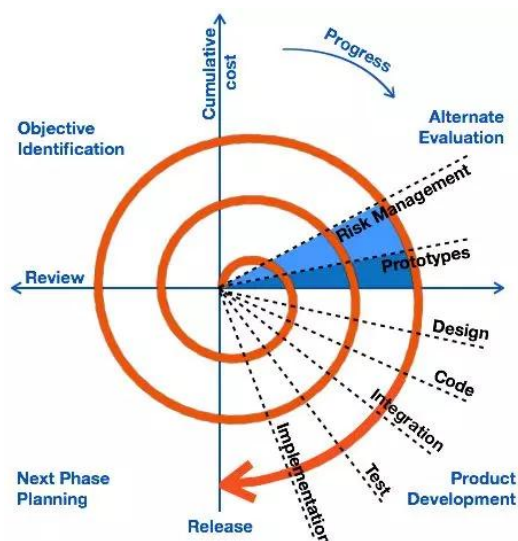 Cumulative
cost
Progress
Objective
Identification
Alternate
Evaluation
Risk Management
Prototypes
Review
Design
Code
Integration
Test
Implementation
Next Phase
Planning
Product
Development
Release